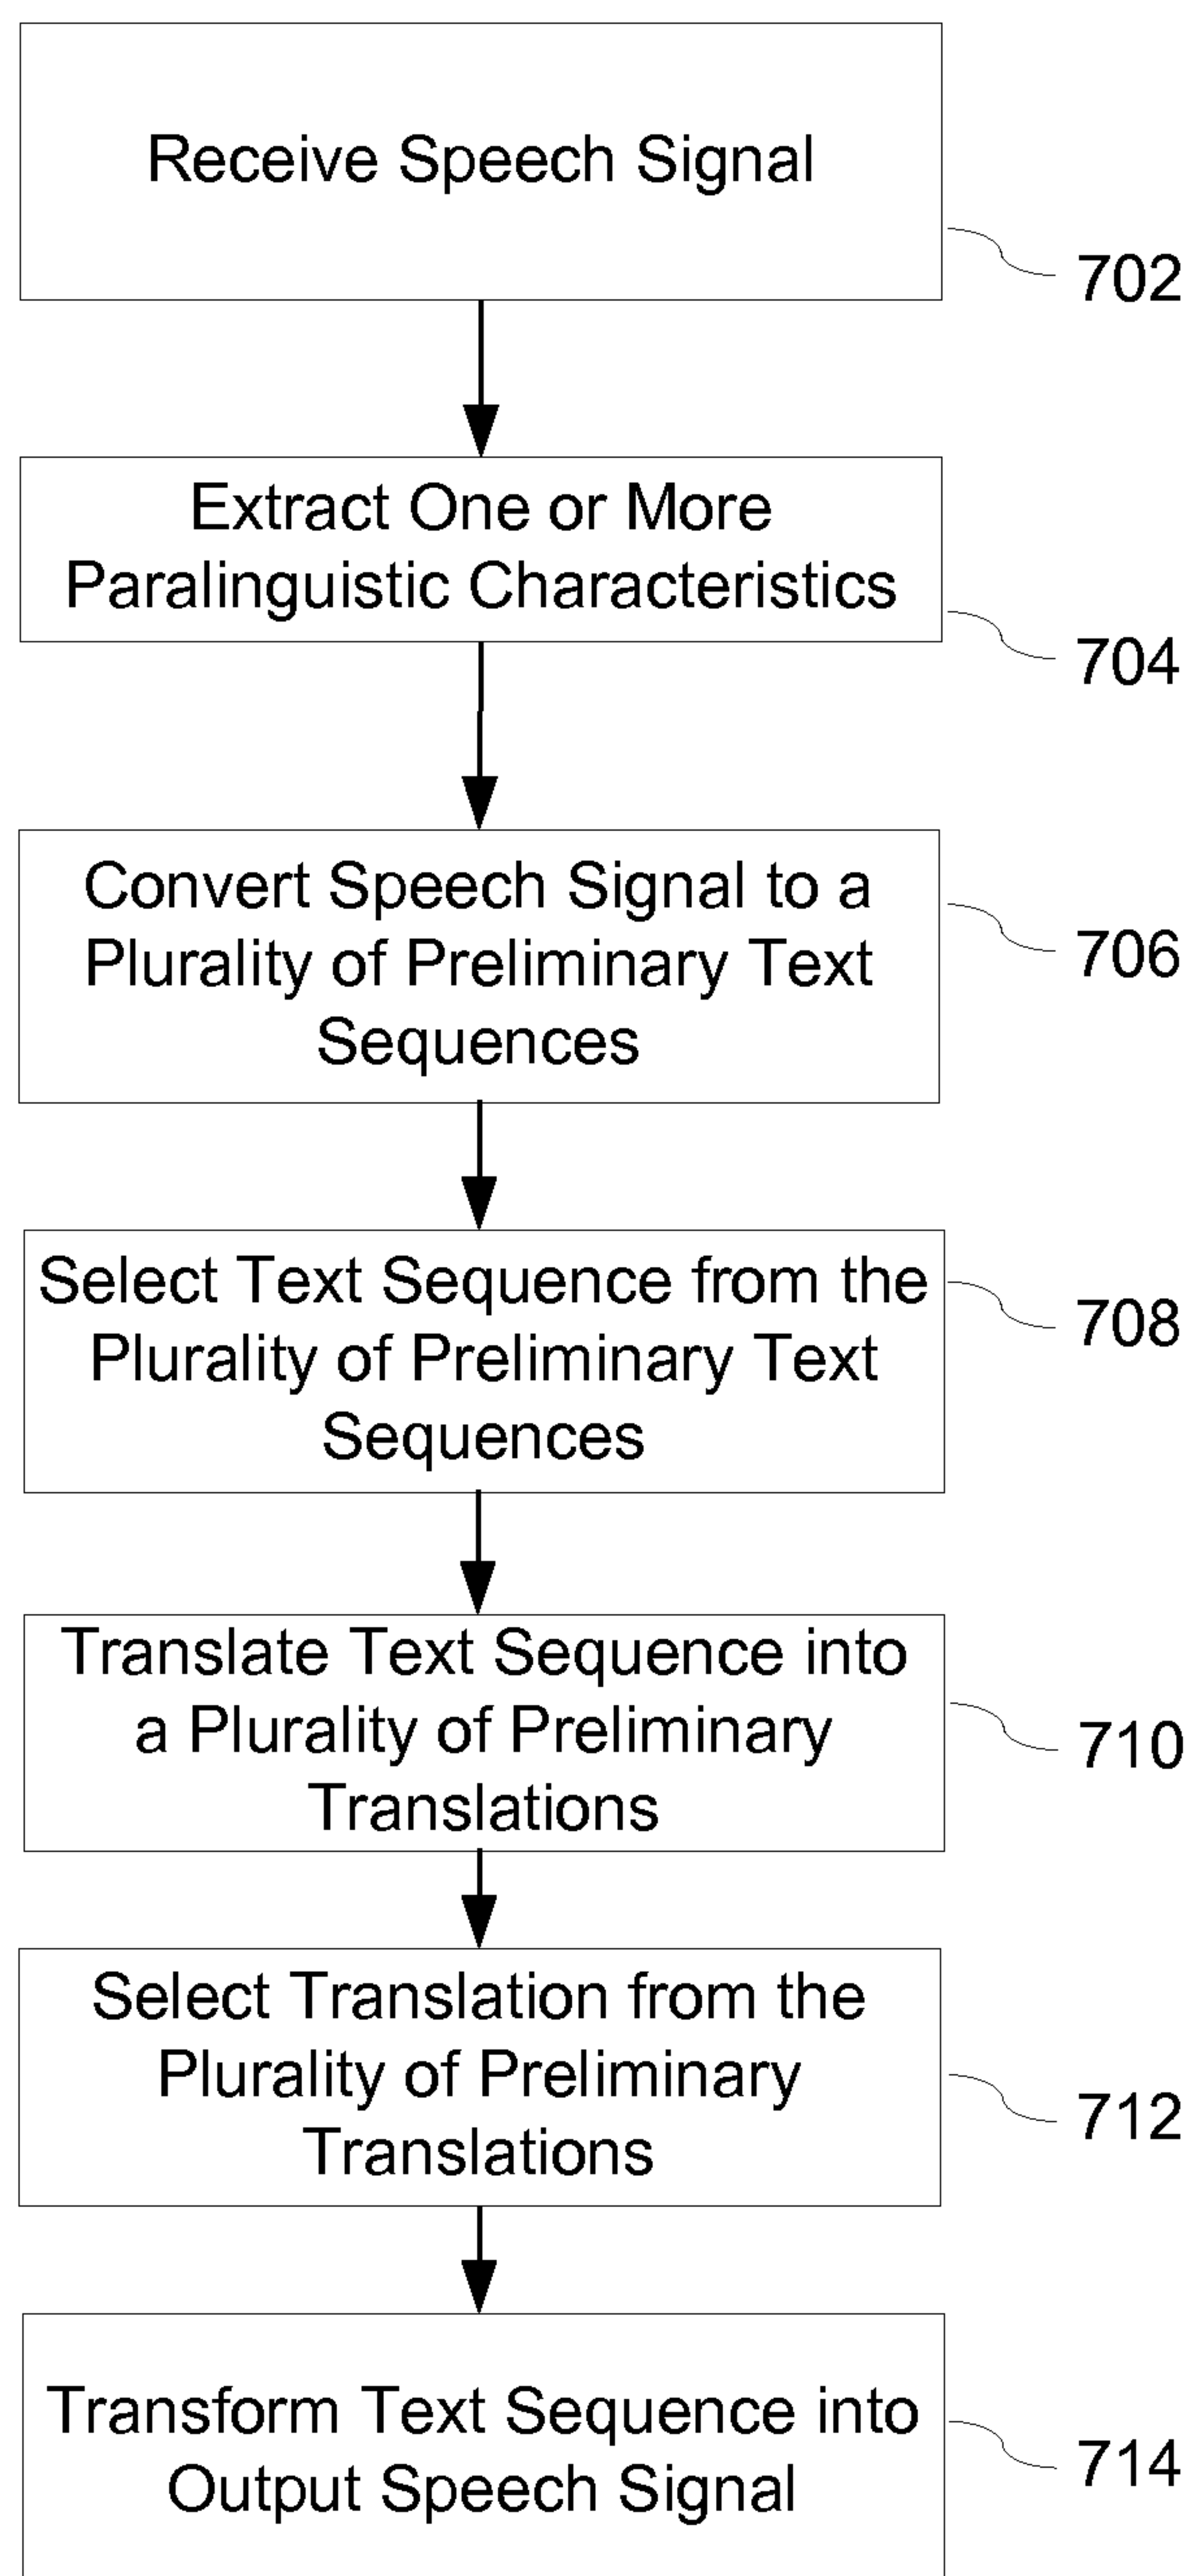 Receive Speech Signal
702
Extract One or More
Paralinguistic Characteristics
704
Convert Speech Signal to a
Plurality of Preliminary Text
Sequences
706
Select Text Sequence from the
Plurality of Preliminary Text
Sequences
708
Translate Text Sequence into
a Plurality of Preliminary
Translations
710
Select Translation from the
Plurality of Preliminary
Translations
712
Transform Text Sequence into
Output Speech Signal
714